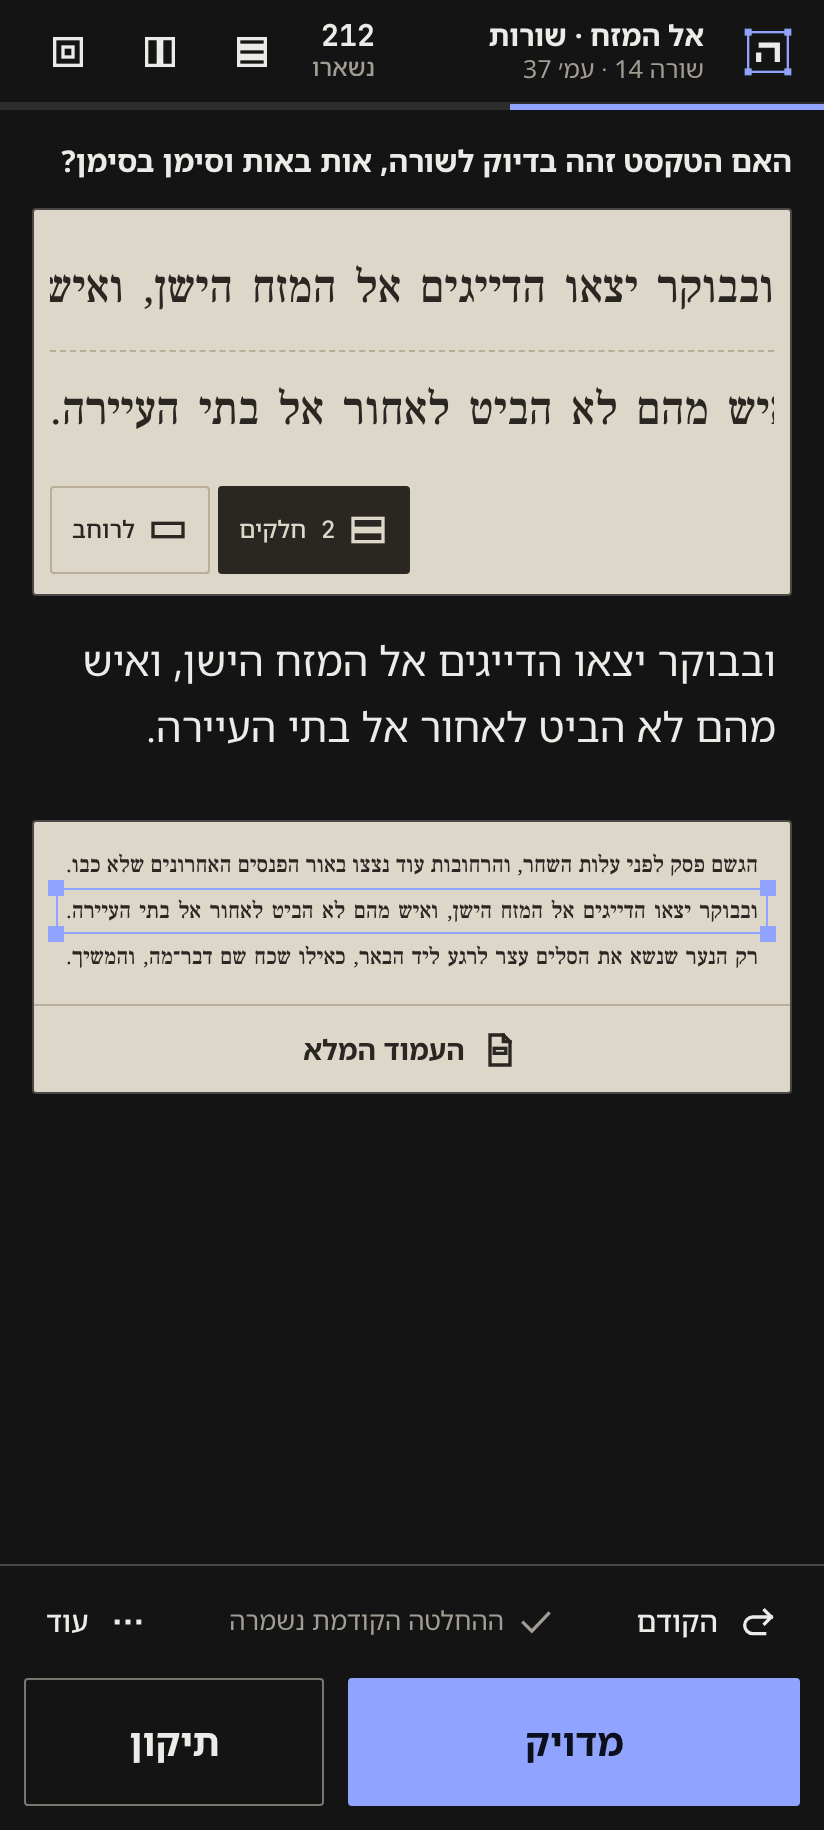 ה
אל המזח · שורות
שורה 14 · עמ׳ 37
212
נשארו
האם הטקסט זהה בדיוק לשורה, אות באות וסימן בסימן?
ובבוקר יצאו הדייגים אל המזח הישן, ואיש
איש מהם לא הביט לאחור אל בתי העיירה.
2 חלקים
לרוחב
ובבוקר יצאו הדייגים אל המזח הישן, ואיש
מהם לא הביט לאחור אל בתי העיירה.
הגשם פסק לפני עלות השחר, והרחובות עוד נצצו באור הפנסים האחרונים שלא כבו.
ובבוקר יצאו הדייגים אל המזח הישן, ואיש מהם לא הביט לאחור אל בתי העיירה.
רק הנער שנשא את הסלים עצר לרגע ליד הבאר, כאילו שכח שם דבר־מה, והמשיך.
העמוד המלא
הקודם
ההחלטה הקודמת נשמרה
עוד
מדויק
תיקון